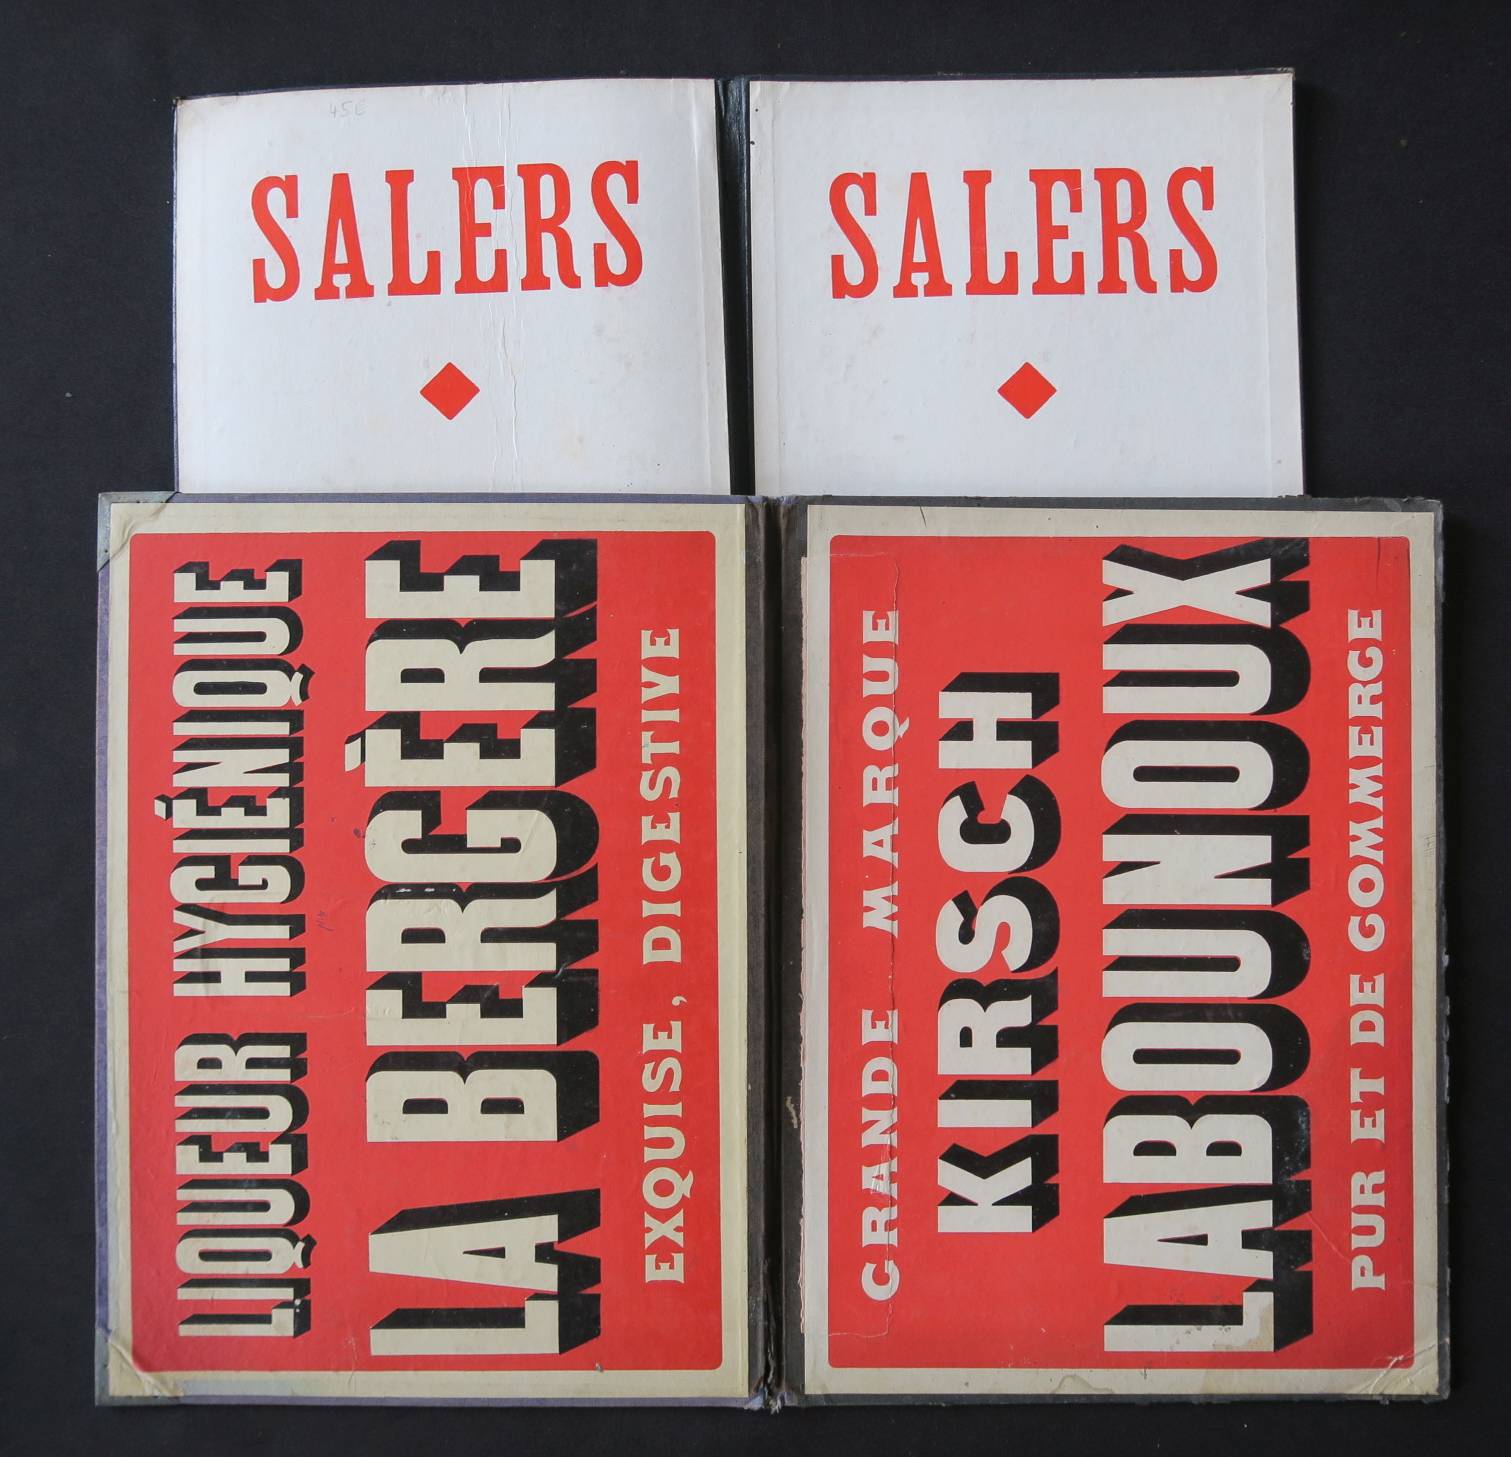 45€
SALERS
SALERS
LIQUEUR HYGIÉNIQUE
LA BERGÈRE
EXQUISE, DIGESTIVE
GRANDE MARQUE
KIRSCH
LABOUNOUX
PUR ET DE COMMERCE